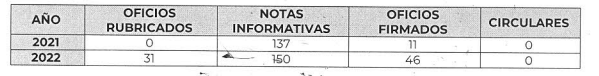 AÑO OFICIOS RUBRICADOS NOTAS INFORMATIVAS OFICIOS FIRMADOS CIRCULARES
2021 0 137 11 0
2022 31 150 46 0